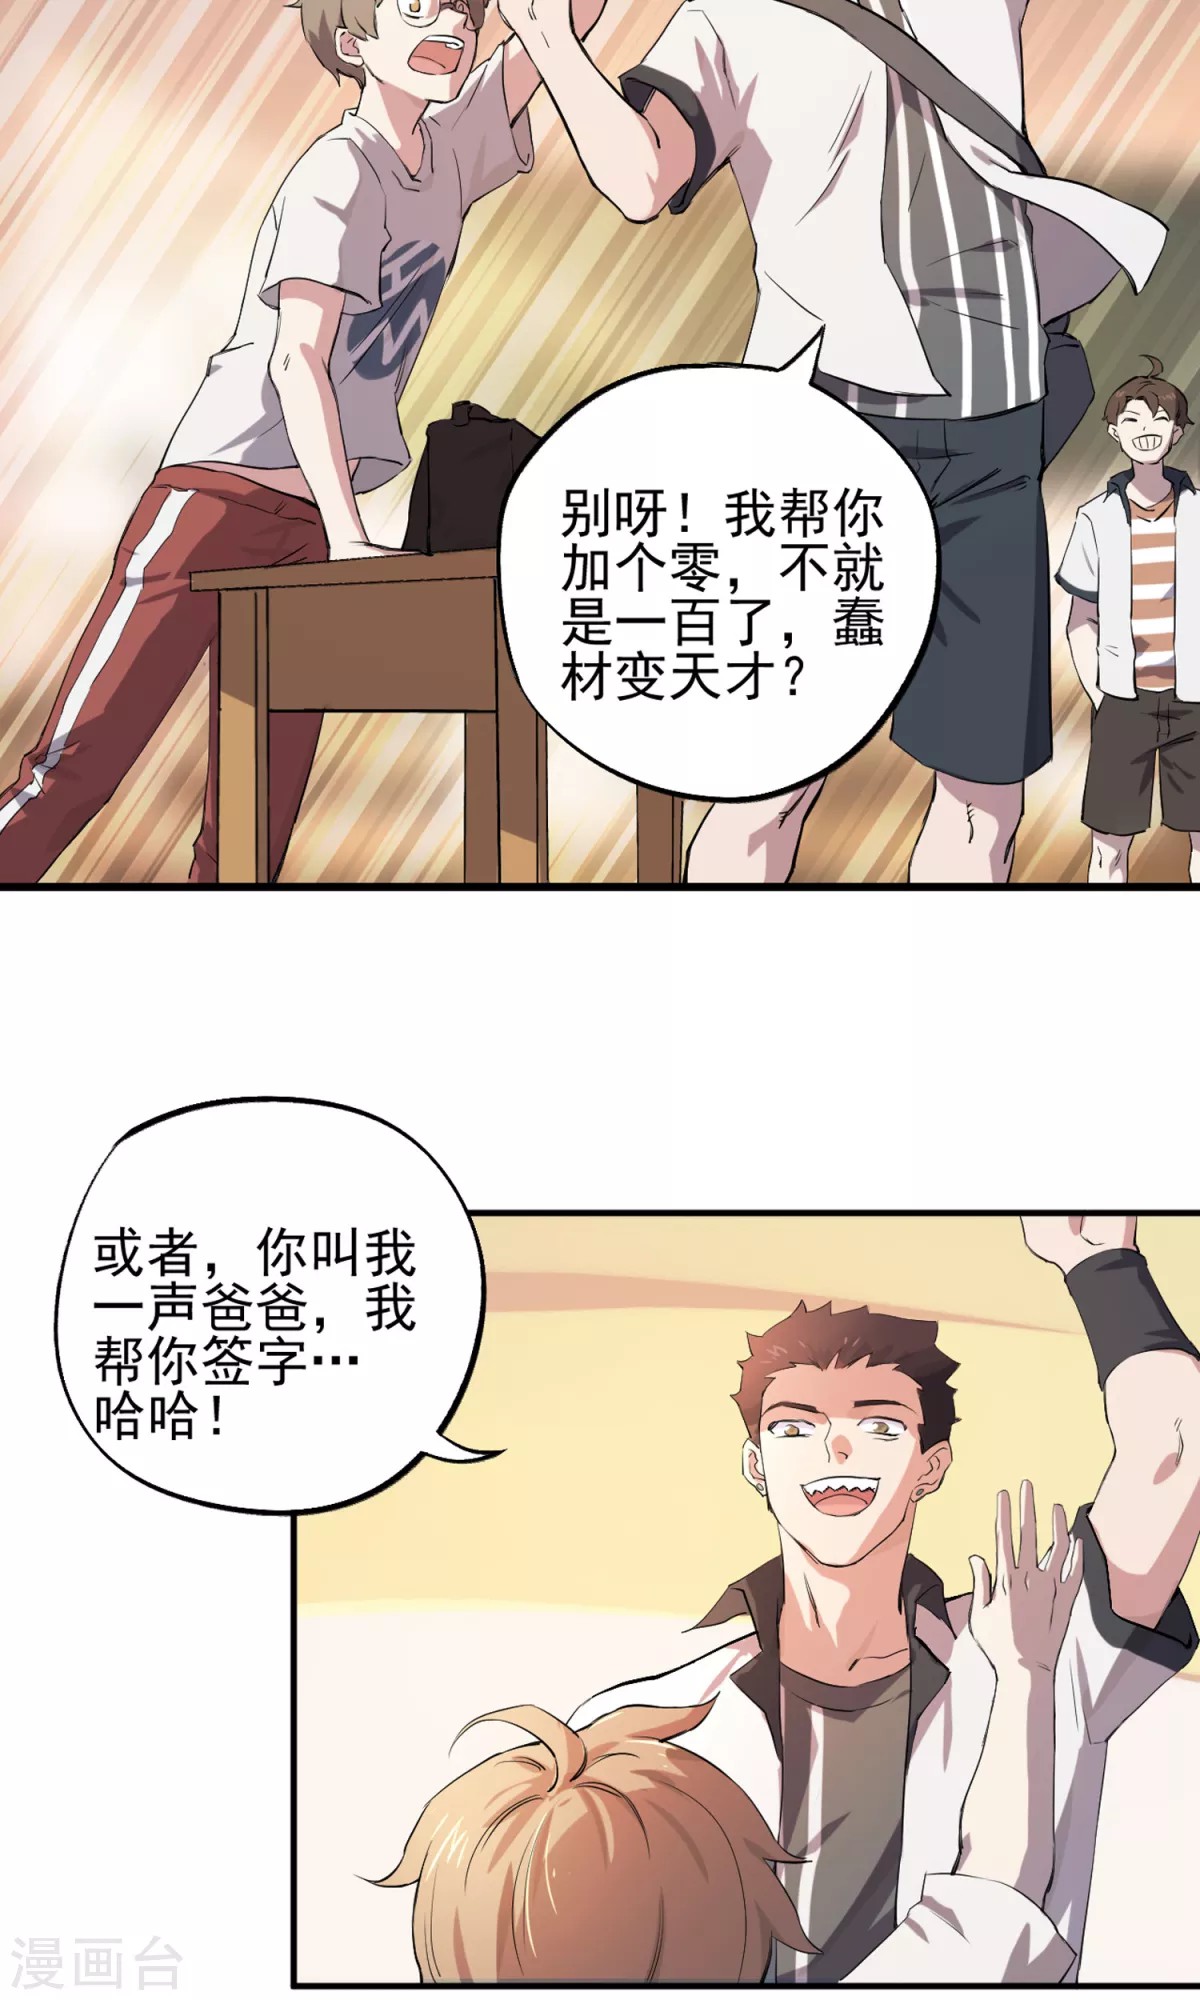 别呀！我帮你
加个零，不就
是一百了，蠢
材变天才？
或者，你叫我
一声爸爸，我
帮你签字…
哈哈！
漫画台